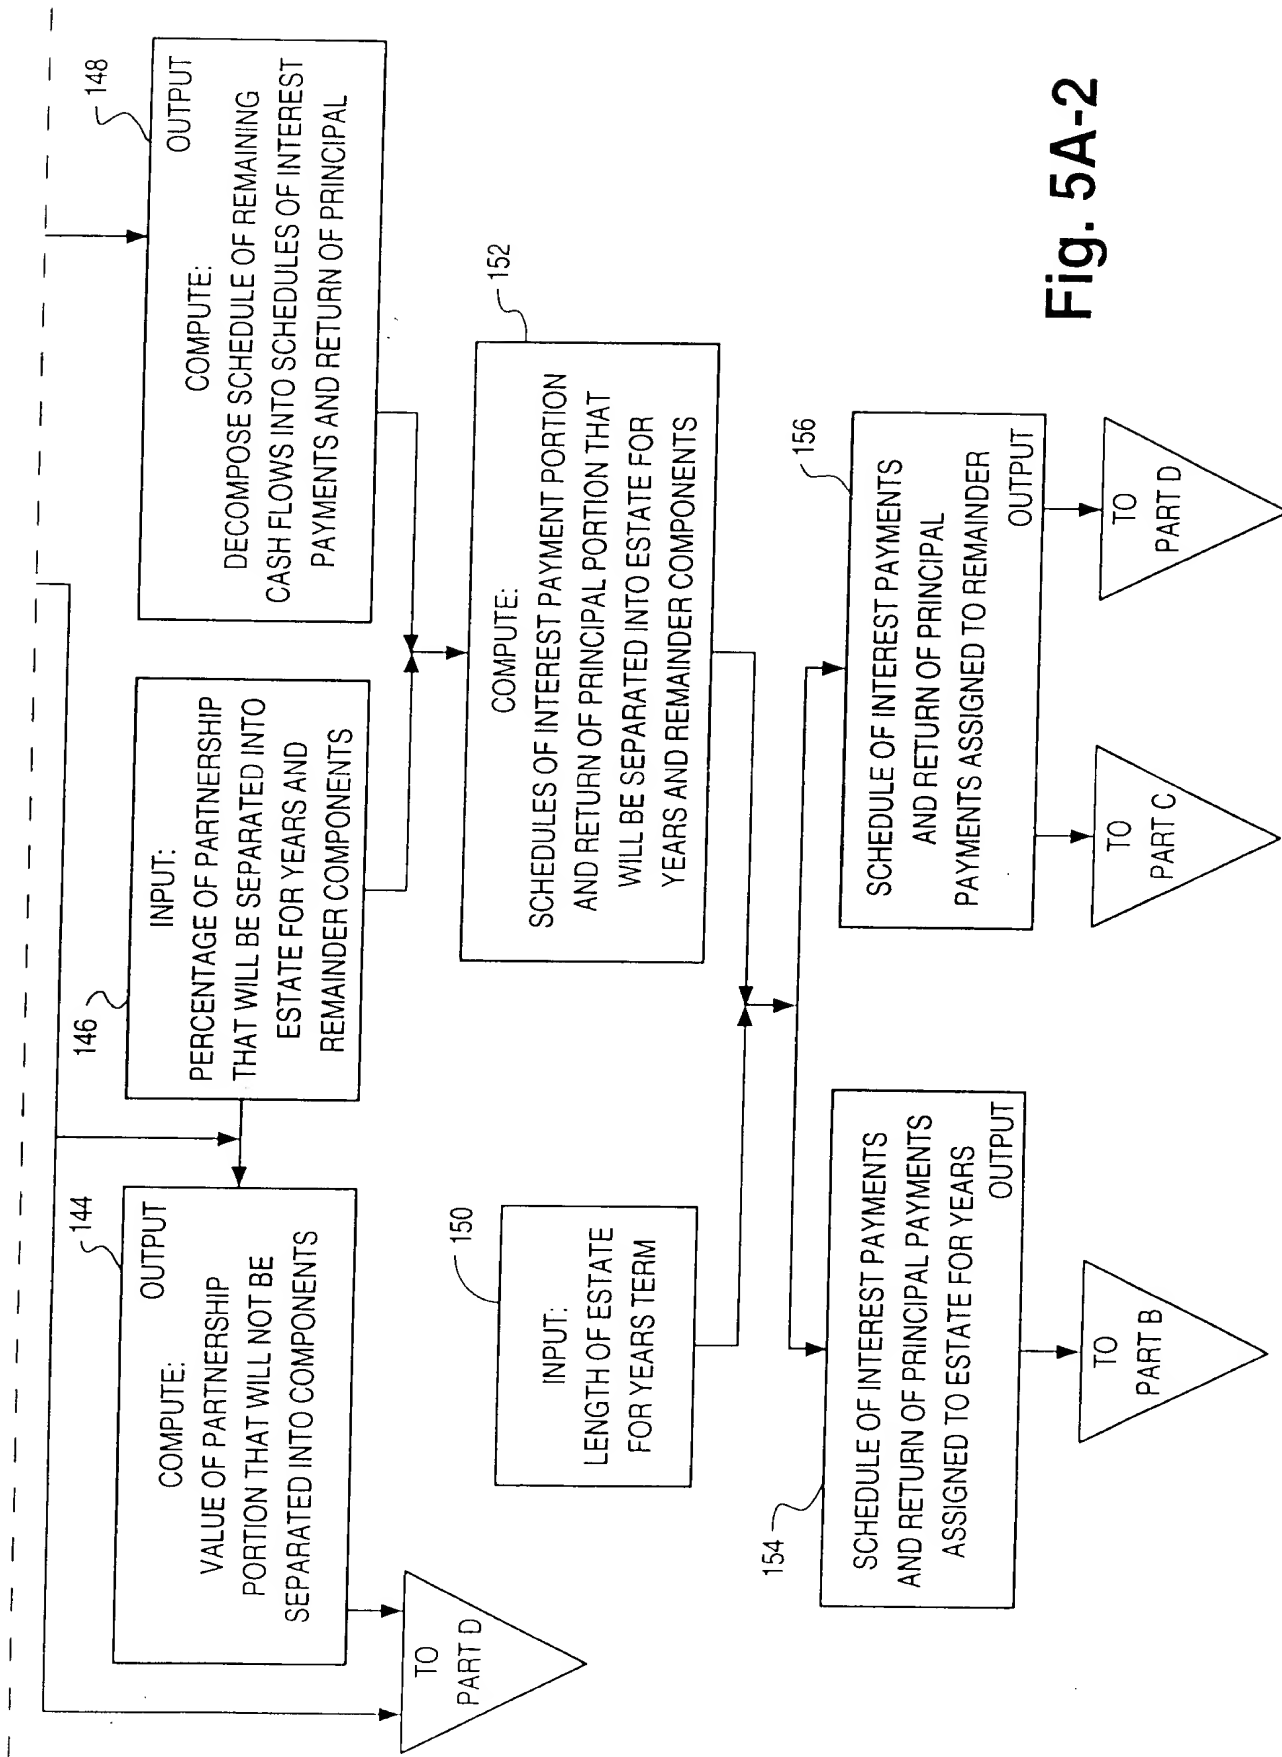 144
OUTPUT
COMPUTE:
VALUE OF PARTNERSHIP
PORTION THAT WILL NOT BE
SEPARATED INTO COMPONENTS
146
INPUT:
PERCENTAGE OF PARTNERSHIP
THAT WILL BE SEPARATED INTO
ESTATE FOR YEARS AND
REMAINDER COMPONENTS
148
OUTPUT
COMPUTE:
DECOMPOSE SCHEDULE OF REMAINING
CASH FLOWS INTO SCHEDULES OF INTEREST
PAYMENTS AND RETURN OF PRINCIPAL
TO
PART D
150
INPUT:
LENGTH OF ESTATE
FOR YEARS TERM
152
COMPUTE:
SCHEDULES OF INTEREST PAYMENT PORTION
AND RETURN OF PRINCIPAL PORTION THAT
WILL BE SEPARATED INTO ESTATE FOR
YEARS AND REMAINDER COMPONENTS
154
SCHEDULE OF INTEREST PAYMENTS
AND RETURN OF PRINCIPAL PAYMENTS
ASSIGNED TO ESTATE FOR YEARS
OUTPUT
156
SCHEDULE OF INTEREST PAYMENTS
AND RETURN OF PRINCIPAL
PAYMENTS ASSIGNED TO REMAINDER
OUTPUT
TO
PART B
TO
PART C
TO
PART D
Fig. 5A-2